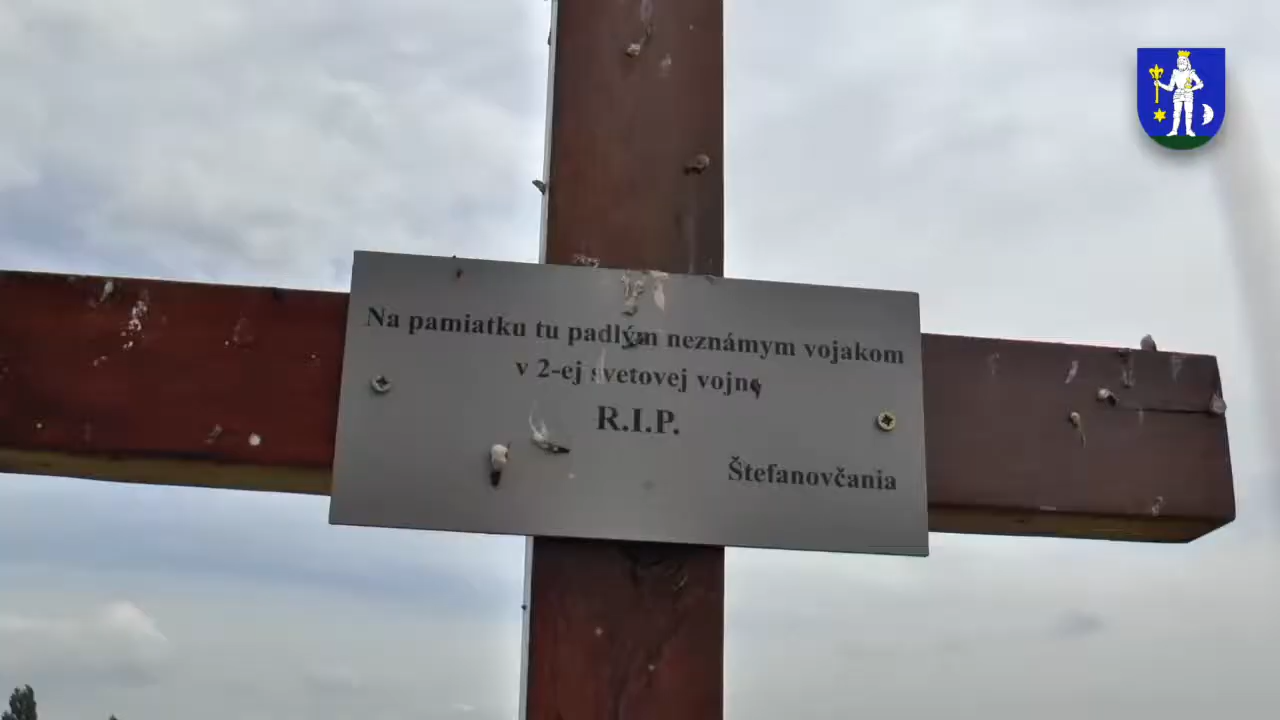 Na pamiatku tu padlým neznámym vojakom
v 2-ej svetovej vojne
R.I.P.
Štefanovčania